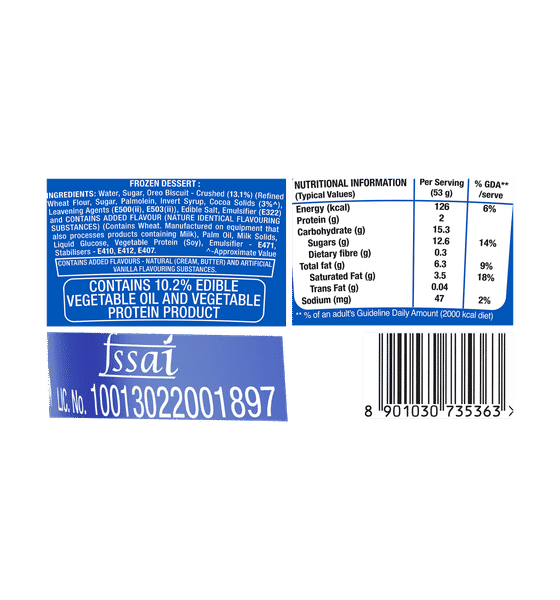 FROZEN DESSERT :
INGREDIENTS: Water, Sugar, Oreo Biscuit - Crushed (13.1%) (Refined
Wheat Flour, Sugar, Palmolein, Invert Syrup, Cocoa Solids (3%^),
Leavening Agents (E500(ii), E503(ii)), Edible Salt, Emulsifier (E322)
and CONTAINS ADDED FLAVOUR (NATURE IDENTICAL FLAVOURING
SUBSTANCES) (Contains Wheat. Manufactured on equipment that
also processes products containing Milk), Palm Oil, Milk Solids,
Liquid Glucose, Vegetable Protein (Soy), Emulsifier - E471,
Stabilisers - E410, E412, E407. ^-Approximate Value
CONTAINS ADDED FLAVOURS - NATURAL (CREAM, BUTTER) AND ARTIFICIAL
VANILLA FLAVOURING SUBSTANCES.
CONTAINS 10.2% EDIBLE
VEGETABLE OIL AND VEGETABLE
PROTEIN PRODUCT
NUTRITIONAL INFORMATION Per Serving % GDA**
(Typical Values) (53 g) /serve
Energy (kcal) 126 6%
Protein (g) 2
Carbohydrate (g) 15.3
Sugars (g) 12.6 14%
Dietary fibre (g) 0.3
Total fat (g) 6.3 9%
Saturated Fat (g) 3.5 18%
Trans Fat (g) 0.04
Sodium (mg) 47 2%
** % of an adult's Guideline Daily Amount (2000 kcal diet)
fssai
LIC. No. 10013022001897
8 901030 735363 >